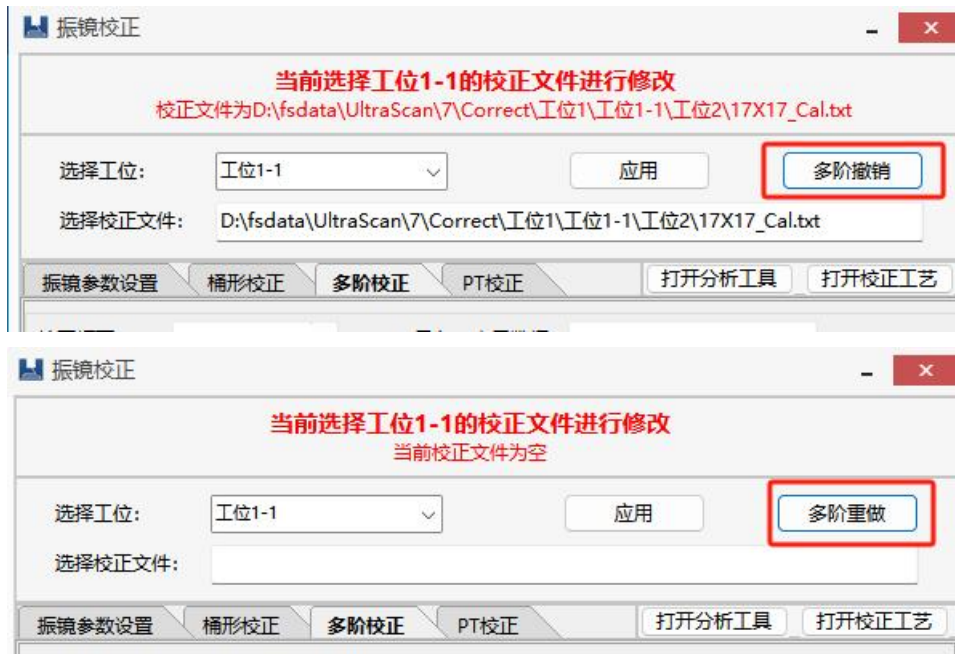 振镜校正
当前选择工位1-1的校正文件进行修改
校正文件为D:\fsdata\UltraScan\7\Correct\工位1\工位1-1\工位2\17X17_Cal.txt
选择工位: 工位1-1 应用 多阶撤销
选择校正文件: D:\fsdata\UltraScan\7\Correct\工位1\工位1-1\工位2\17X17_Cal.txt
振镜参数设置 桶形校正 多阶校正 PT校正 打开分析工具 打开校正工艺
振镜校正
当前选择工位1-1的校正文件进行修改
当前校正文件为空
选择工位: 工位1-1 应用 多阶重做
选择校正文件:
振镜参数设置 桶形校正 多阶校正 PT校正 打开分析工具 打开校正工艺